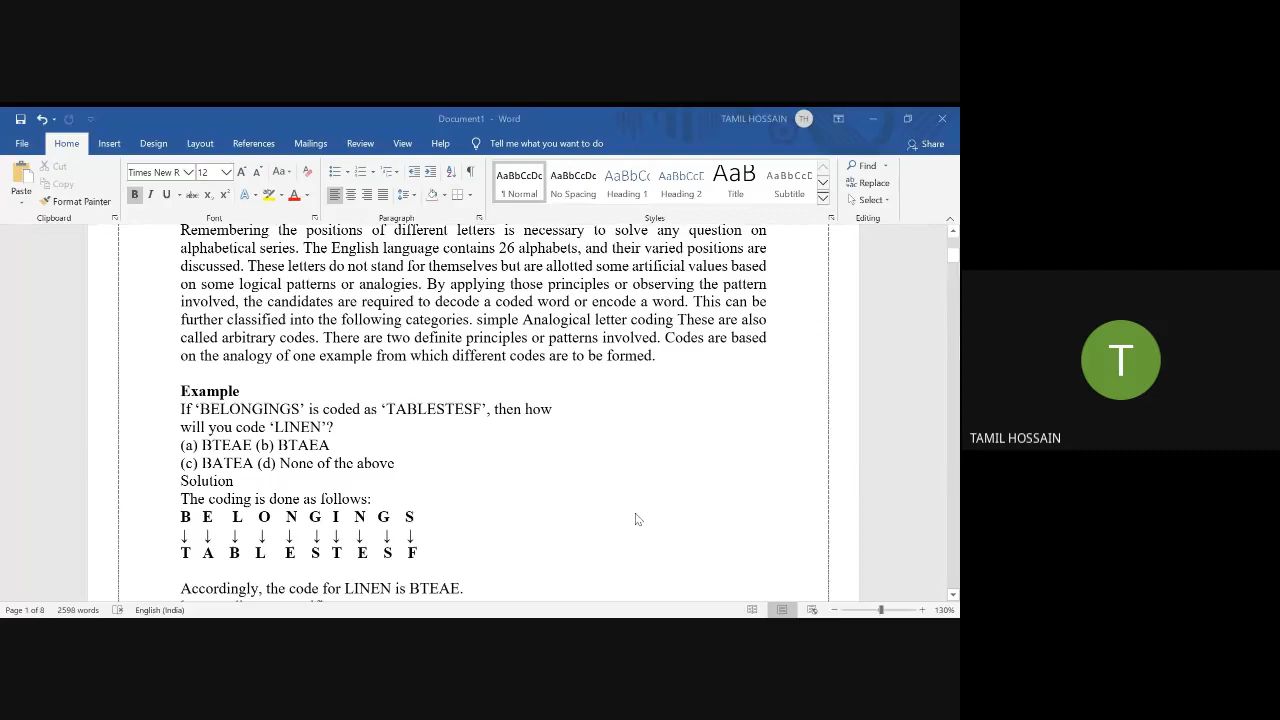 Document1 - Word
TAMIL HOSSAIN
TH
File
Home
Insert
Design
Layout
References
Mailings
Review
View
Help
Tell me what you want to do
Share
Paste
Cut
Copy
Format Painter
Clipboard
Times New R
12
Font
Paragraph
AaBbCcDc
¶ Normal
AaBbCcDc
No Spacing
AaBbCc
Heading 1
AaBbCcE
Heading 2
AaB
Title
AaBbCcD
Subtitle
Styles
Find
Replace
Select
Editing
Remembering the positions of different letters is necessary to solve any question on
alphabetical series. The English language contains 26 alphabets, and their varied positions are
discussed. These letters do not stand for themselves but are allotted some artificial values based
on some logical patterns or analogies. By applying those principles or observing the pattern
involved, the candidates are required to decode a coded word or encode a word. This can be
further classified into the following categories. simple Analogical letter coding These are also
called arbitrary codes. There are two definite principles or patterns involved. Codes are based
on the analogy of one example from which different codes are to be formed.
Example
If ‘BELONGINGS’ is coded as ‘TABLESTESF’, then how
will you code ‘LINEN’?
(a) BTEAE (b) BTAEA
(c) BATEA (d) None of the above
Solution
The coding is done as follows:
B E L O N G I N G S
↓ ↓ ↓ ↓ ↓ ↓ ↓ ↓ ↓ ↓
T A B L E S T E S F
Accordingly, the code for LINEN is BTEAE.
Page 1 of 8
2598 words
English (India)
130%
T
TAMIL HOSSAIN